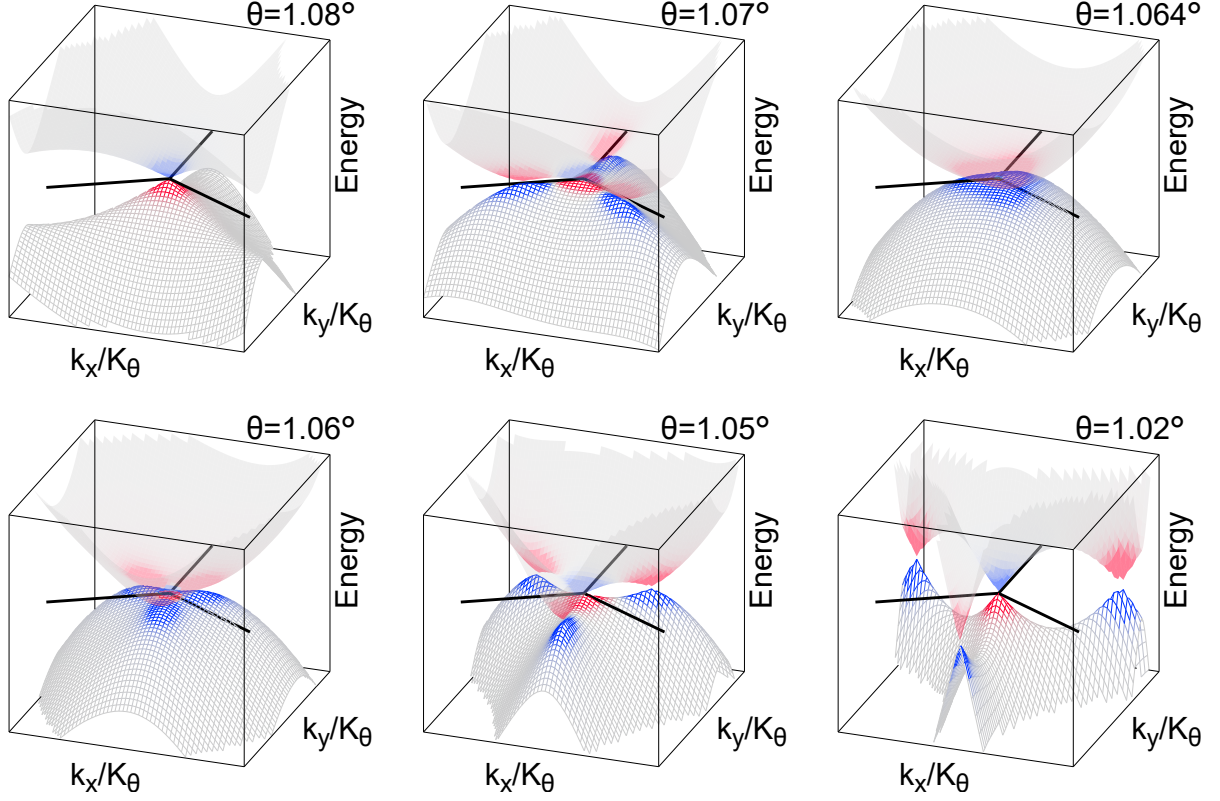 θ=1.08°
Energy
k_y/K_θ
k_x/K_θ
θ=1.07°
Energy
k_y/K_θ
k_x/K_θ
θ=1.064°
Energy
k_y/K_θ
k_x/K_θ
θ=1.06°
Energy
k_y/K_θ
k_x/K_θ
θ=1.05°
Energy
k_y/K_θ
k_x/K_θ
θ=1.02°
Energy
k_y/K_θ
k_x/K_θ